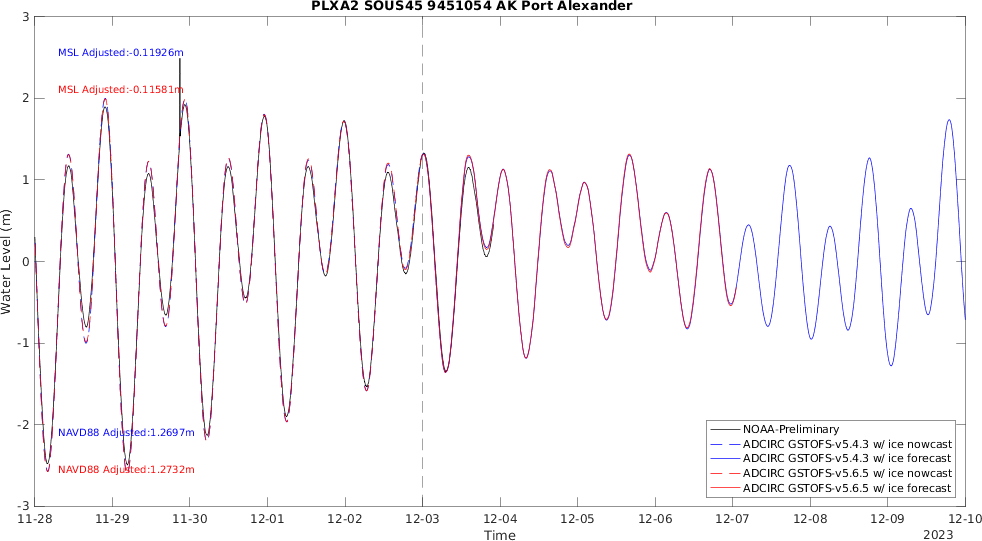 PLXA2 SOUS45 9451054 AK Port Alexander
3
2
1
0
-1
-2
-3
Water Level (m)
MSL Adjusted:-0.11926m
MSL Adjusted:-0.11581m
NAVD88 Adjusted:1.2697m
NAVD88 Adjusted:1.2732m
NOAA-Preliminary
ADCIRC GSTOFS-v5.4.3 w/ ice nowcast
ADCIRC GSTOFS-v5.4.3 w/ ice forecast
ADCIRC GSTOFS-v5.6.5 w/ ice nowcast
ADCIRC GSTOFS-v5.6.5 w/ ice forecast
11-28 11-29 11-30 12-01 12-02 12-03 12-04 12-05 12-06 12-07 12-08 12-09 12-10
Time
2023